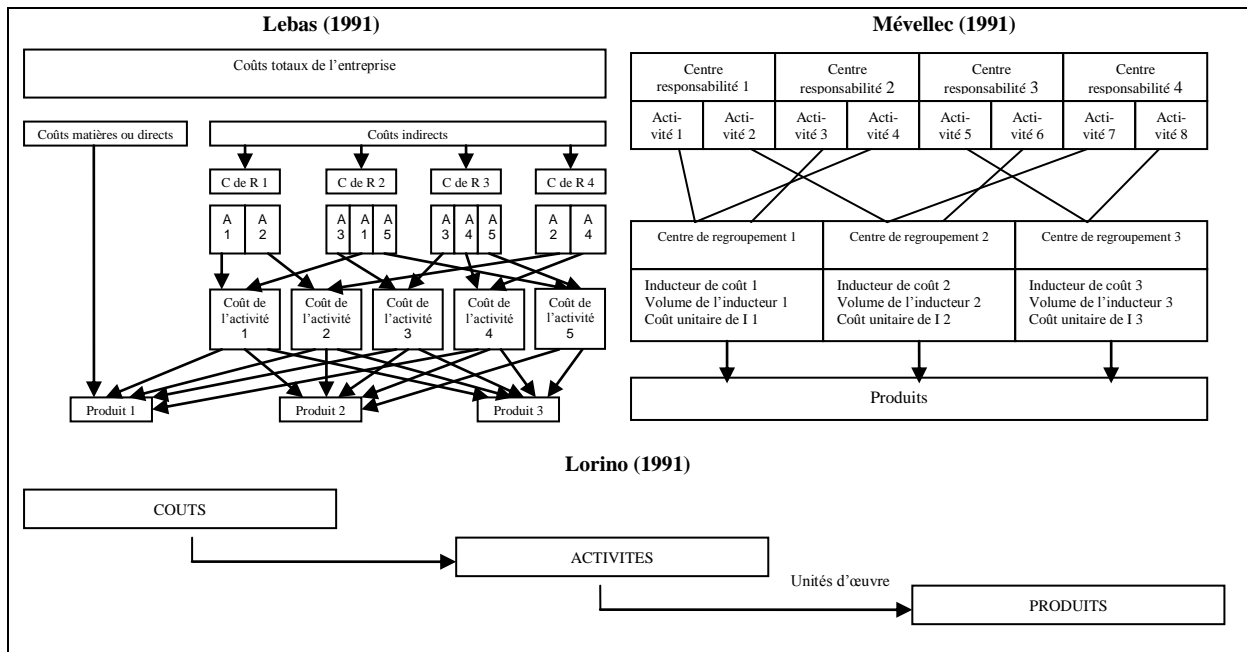 Lebas (1991)
Coûts totaux de l'entreprise
Coûts matières ou directs
Coûts indirects
C de R 1
C de R 2
C de R 3
C de R 4
A
1
A
2
A
3
A
1
A
5
A
3
A
4
A
5
A
2
A
4
Coût de
l'activité
1
Coût de
l'activité
2
Coût de
l'activité
3
Coût de
l'activité
4
Coût de
l'activité
5
Produit 1
Produit 2
Produit 3
Mévellec (1991)
Centre
responsabilité 1
Centre
responsabilité 2
Centre
responsabilité 3
Centre
responsabilité 4
Acti-
vité 1
Acti-
vité 2
Acti-
vité 3
Acti-
vité 4
Acti-
vité 5
Acti-
vité 6
Acti-
vité 7
Acti-
vité 8
Centre de regroupement 1
Centre de regroupement 2
Centre de regroupement 3
Inducteur de coût 1
Volume de l'inducteur 1
Coût unitaire de I 1
Inducteur de coût 2
Volume de l'inducteur 2
Coût unitaire de I 2
Inducteur de coût 3
Volume de l'inducteur 3
Coût unitaire de I 3
Produits
Lorino (1991)
COUTS
ACTIVITES
Unités d'œuvre
PRODUITS